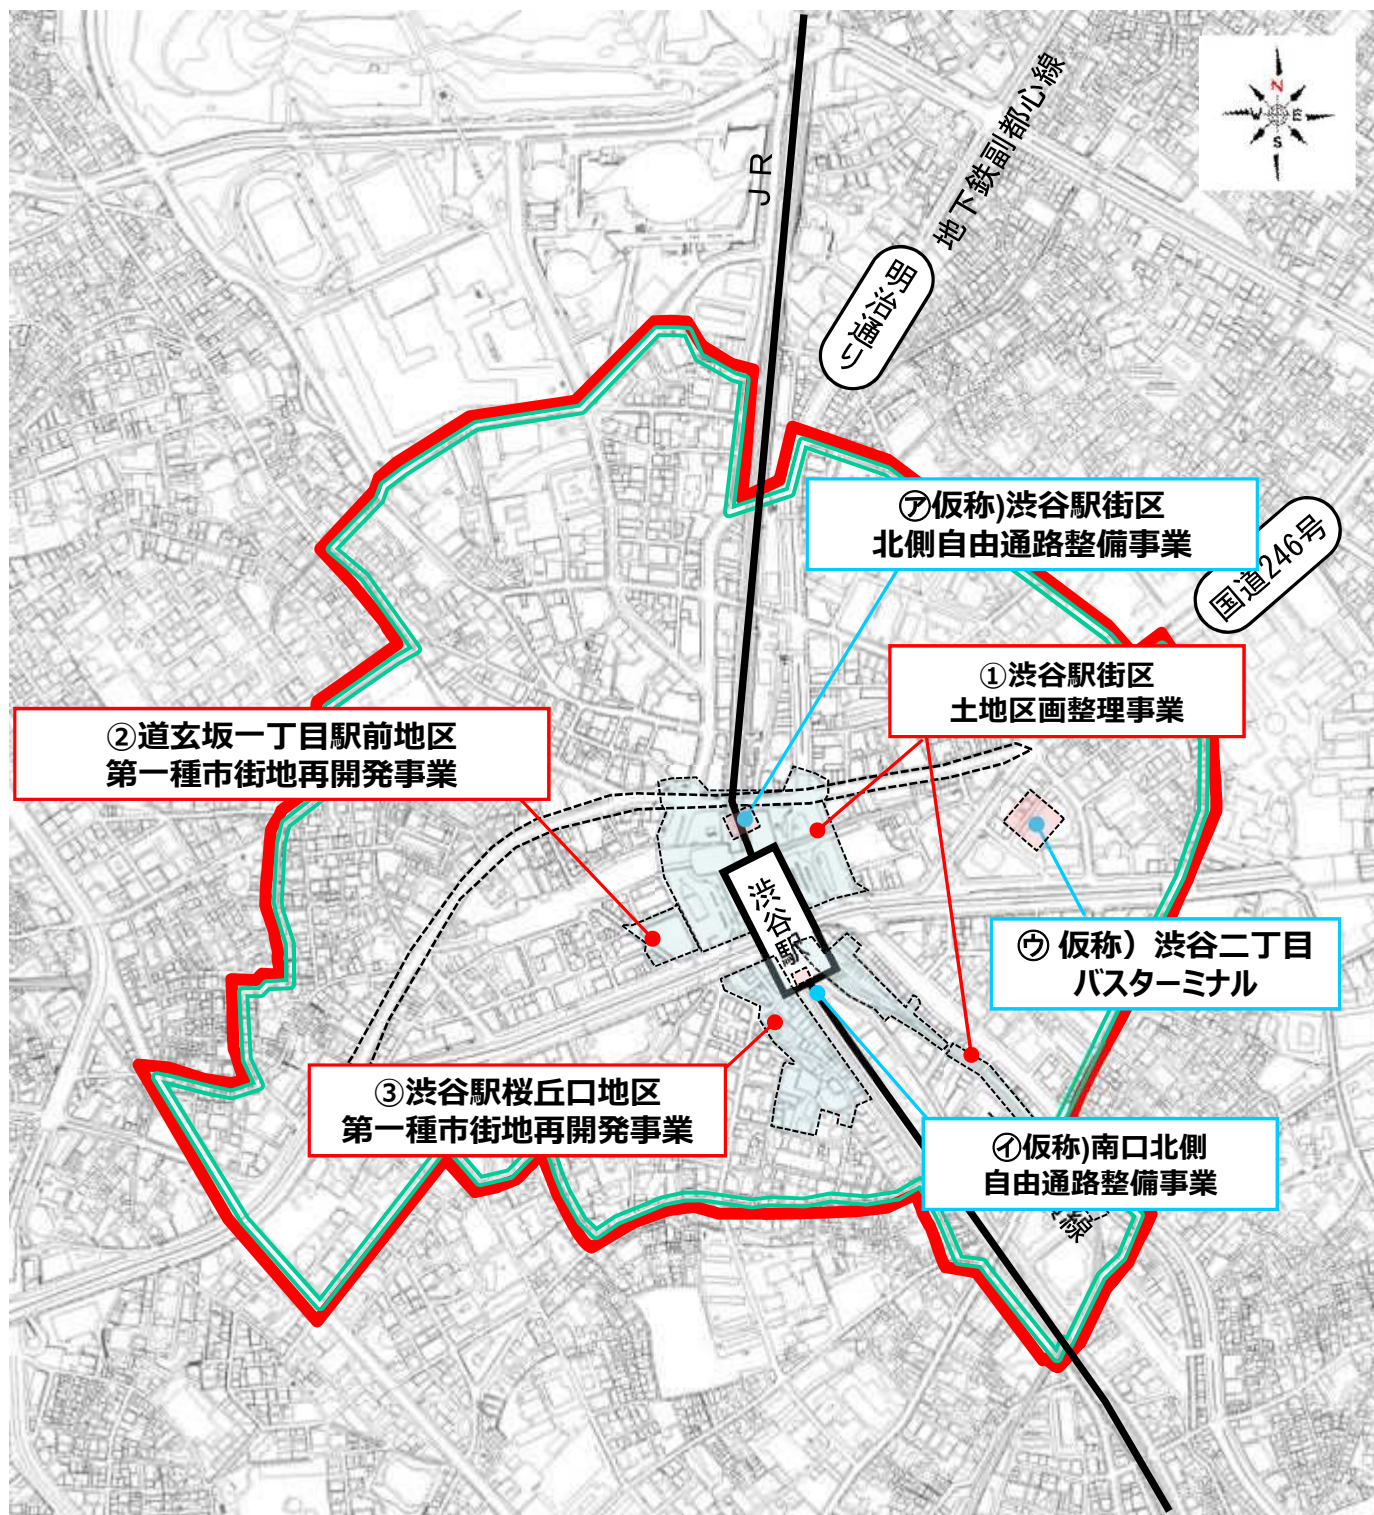 N
W
E
S
JR
地下鉄副都心線
明治通り
㋐仮称)渋谷駅街区
北側自由通路整備事業
国道246号
①渋谷駅街区
土地区画整理事業
②道玄坂一丁目駅前地区
第一種市街地再開発事業
渋谷駅
㋒ 仮称）渋谷二丁目
バスターミナル
③渋谷駅桜丘口地区
第一種市街地再開発事業
㋑仮称)南口北側
自由通路整備事業
線